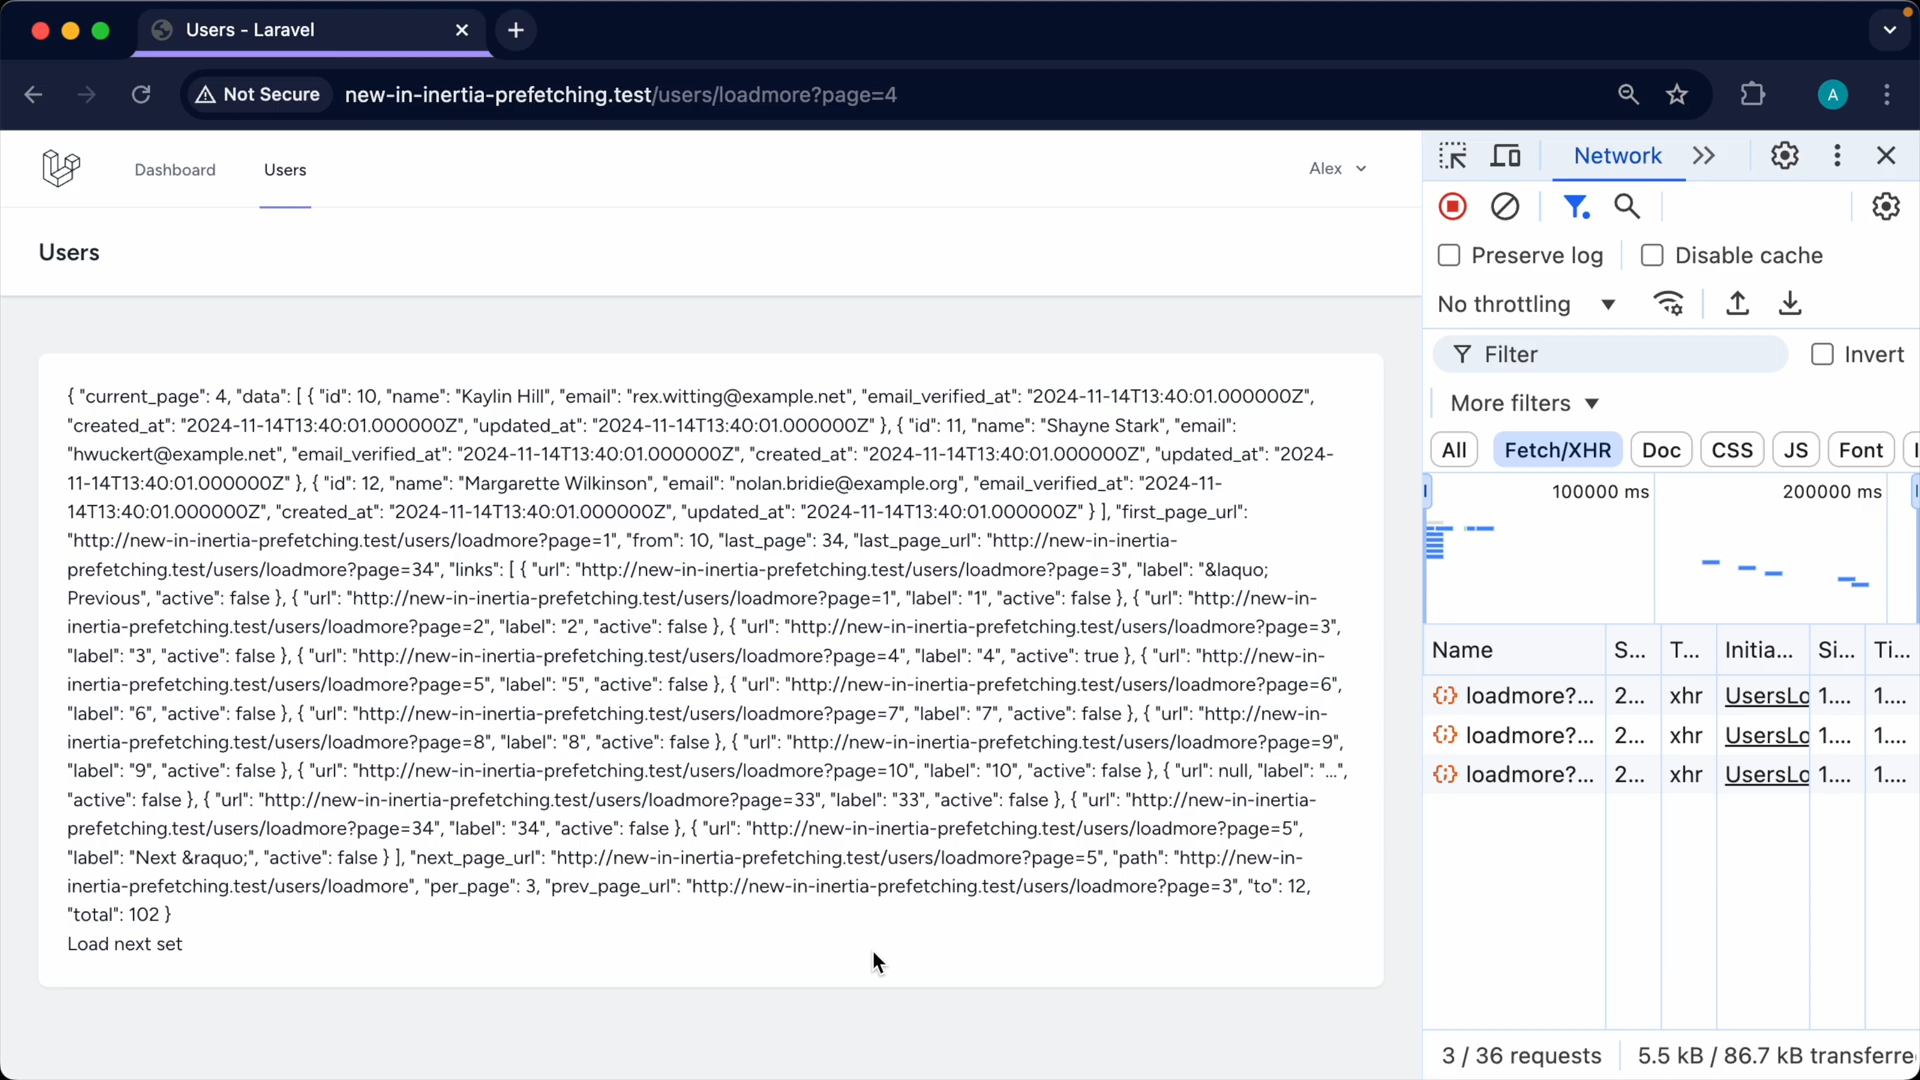 Users - Laravel
Not Secure
new-in-inertia-prefetching.test/users/loadmore?page=4
A
Dashboard
Users
Alex
Users
{ "current_page": 4, "data": [ { "id": 10, "name": "Kaylin Hill", "email": "rex.witting@example.net", "email_verified_at": "2024-11-14T13:40:01.000000Z",
"created_at": "2024-11-14T13:40:01.000000Z", "updated_at": "2024-11-14T13:40:01.000000Z" }, { "id": 11, "name": "Shayne Stark", "email":
"hwuckert@example.net", "email_verified_at": "2024-11-14T13:40:01.000000Z", "created_at": "2024-11-14T13:40:01.000000Z", "updated_at": "2024-
11-14T13:40:01.000000Z" }, { "id": 12, "name": "Margarette Wilkinson", "email": "nolan.bridie@example.org", "email_verified_at": "2024-11-
14T13:40:01.000000Z", "created_at": "2024-11-14T13:40:01.000000Z", "updated_at": "2024-11-14T13:40:01.000000Z" } ], "first_page_url":
"http://new-in-inertia-prefetching.test/users/loadmore?page=1", "from": 10, "last_page": 34, "last_page_url": "http://new-in-inertia-
prefetching.test/users/loadmore?page=34", "links": [ { "url": "http://new-in-inertia-prefetching.test/users/loadmore?page=3", "label": "&laquo;
Previous", "active": false }, { "url": "http://new-in-inertia-prefetching.test/users/loadmore?page=1", "label": "1", "active": false }, { "url": "http://new-in-
inertia-prefetching.test/users/loadmore?page=2", "label": "2", "active": false }, { "url": "http://new-in-inertia-prefetching.test/users/loadmore?page=3",
"label": "3", "active": false }, { "url": "http://new-in-inertia-prefetching.test/users/loadmore?page=4", "label": "4", "active": true }, { "url": "http://new-in-
inertia-prefetching.test/users/loadmore?page=5", "label": "5", "active": false }, { "url": "http://new-in-inertia-prefetching.test/users/loadmore?page=6",
"label": "6", "active": false }, { "url": "http://new-in-inertia-prefetching.test/users/loadmore?page=7", "label": "7", "active": false }, { "url": "http://new-in-
inertia-prefetching.test/users/loadmore?page=8", "label": "8", "active": false }, { "url": "http://new-in-inertia-prefetching.test/users/loadmore?page=9",
"label": "9", "active": false }, { "url": "http://new-in-inertia-prefetching.test/users/loadmore?page=10", "label": "10", "active": false }, { "url": null, "label": "...",
"active": false }, { "url": "http://new-in-inertia-prefetching.test/users/loadmore?page=33", "label": "33", "active": false }, { "url": "http://new-in-inertia-
prefetching.test/users/loadmore?page=34", "label": "34", "active": false }, { "url": "http://new-in-inertia-prefetching.test/users/loadmore?page=5",
"label": "Next &raquo;", "active": false } ], "next_page_url": "http://new-in-inertia-prefetching.test/users/loadmore?page=5", "path": "http://new-in-
inertia-prefetching.test/users/loadmore", "per_page": 3, "prev_page_url": "http://new-in-inertia-prefetching.test/users/loadmore?page=3", "to": 12,
"total": 102 }
Load next set
Network
Preserve log
Disable cache
No throttling
Filter
Invert
More filters
All Fetch/XHR Doc CSS JS Font
100000 ms 200000 ms
Name S... T... Initia... Si... Ti...
loadmore?... 2... xhr UsersLo 1.... 1....
loadmore?... 2... xhr UsersLo 1.... 1....
loadmore?... 2... xhr UsersLo 1.... 1....
3 / 36 requests 5.5 kB / 86.7 kB transferre